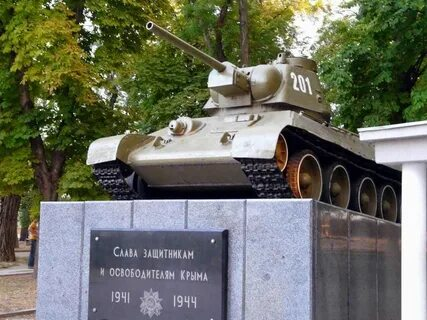 201
Слава защитникам
и освободителям Крыма
1941 1944